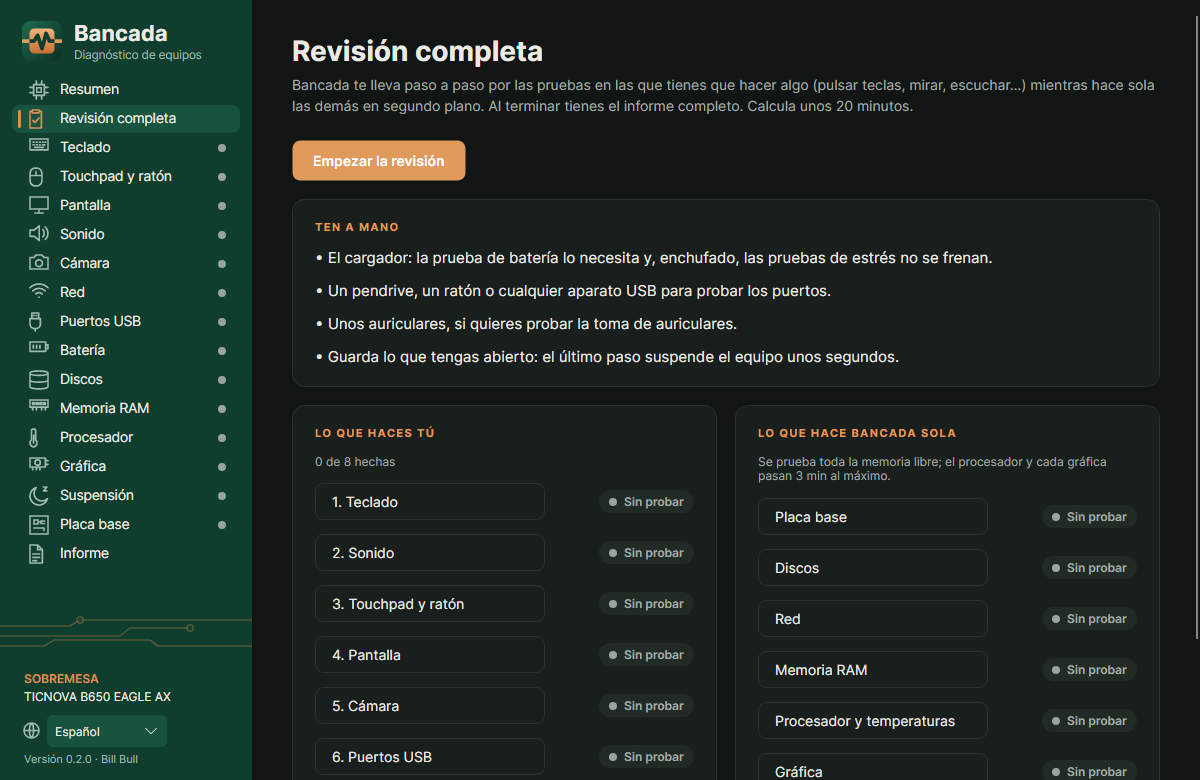 Bancada
Diagnóstico de equipos
Resumen
Revisión completa
Teclado
Touchpad y ratón
Pantalla
Sonido
Cámara
Red
Puertos USB
Batería
Discos
Memoria RAM
Procesador
Gráfica
Suspensión
Placa base
Informe
SOBREMESA
TICNOVA B650 EAGLE AX
Español
Versión 0.2.0 · Bill Bull
Revisión completa
Bancada te lleva paso a paso por las pruebas en las que tienes que hacer algo (pulsar teclas, mirar, escuchar...) mientras hace sola
las demás en segundo plano. Al terminar tienes el informe completo. Calcula unos 20 minutos.
Empezar la revisión
TEN A MANO
• El cargador: la prueba de batería lo necesita y, enchufado, las pruebas de estrés no se frenan.
• Un pendrive, un ratón o cualquier aparato USB para probar los puertos.
• Unos auriculares, si quieres probar la toma de auriculares.
• Guarda lo que tengas abierto: el último paso suspende el equipo unos segundos.
LO QUE HACES TÚ
0 de 8 hechas
1. Teclado Sin probar
2. Sonido Sin probar
3. Touchpad y ratón Sin probar
4. Pantalla Sin probar
5. Cámara Sin probar
6. Puertos USB Sin probar
LO QUE HACE BANCADA SOLA
Se prueba toda la memoria libre; el procesador y cada gráfica
pasan 3 min al máximo.
Placa base Sin probar
Discos Sin probar
Red Sin probar
Memoria RAM Sin probar
Procesador y temperaturas Sin probar
Gráfica Sin probar